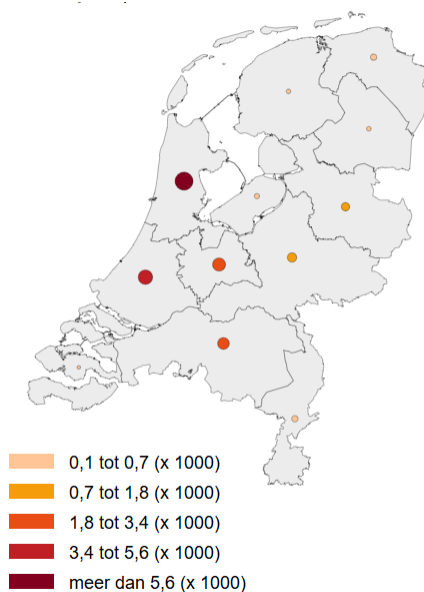 0,1 tot 0,7 (x 1000)
0,7 tot 1,8 (x 1000)
1,8 tot 3,4 (x 1000)
3,4 tot 5,6 (x 1000)
meer dan 5,6 (x 1000)